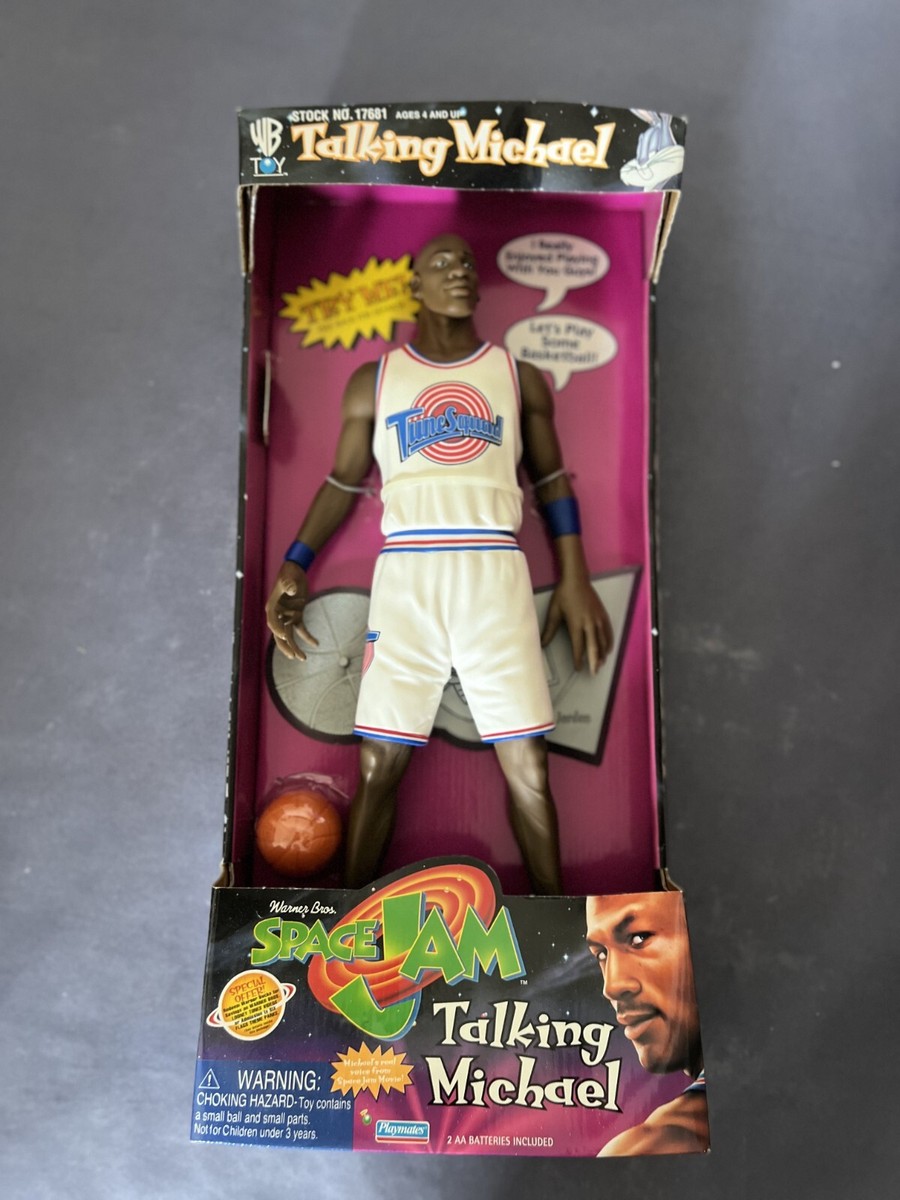 WB
TOY
STOCK NO. 17681 AGES 4 AND UP
Talking Michael
TRY ME!
I Really
Enjoyed Playing
With You Guys!
Let's Play
Some
Basketball!
TuneSquad
Jordan
Warner Bros.
SPACE JAM
TM
SPECIAL
OFFER!
Talking
Michael
Michael's real
voice from
Space Jam Movie!
WARNING:
CHOKING HAZARD-Toy contains
a small ball and small parts.
Not for Children under 3 years.
Playmates
2 AA BATTERIES INCLUDED